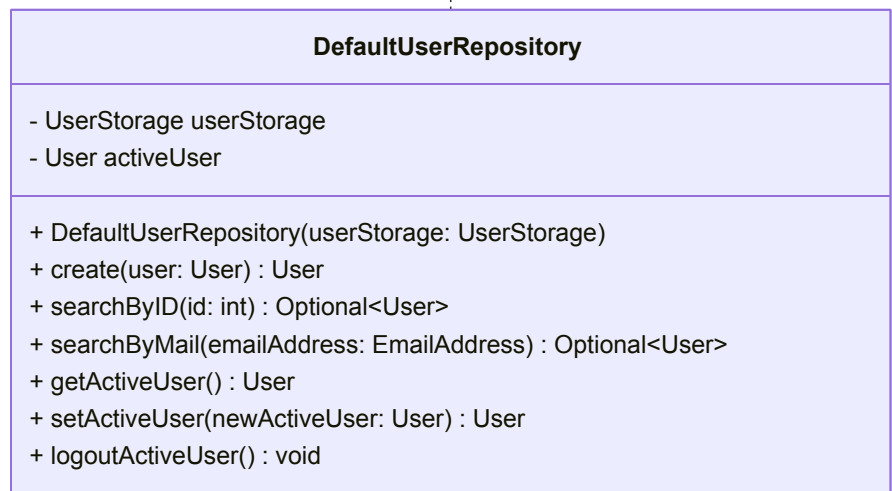 DefaultUserRepository
- UserStorage userStorage
- User activeUser
+ DefaultUserRepository(userStorage: UserStorage)
+ create(user: User) : User
+ searchByID(id: int) : Optional<User>
+ searchByMail(emailAddress: EmailAddress) : Optional<User>
+ getActiveUser() : User
+ setActiveUser(newActiveUser: User) : User
+ logoutActiveUser() : void